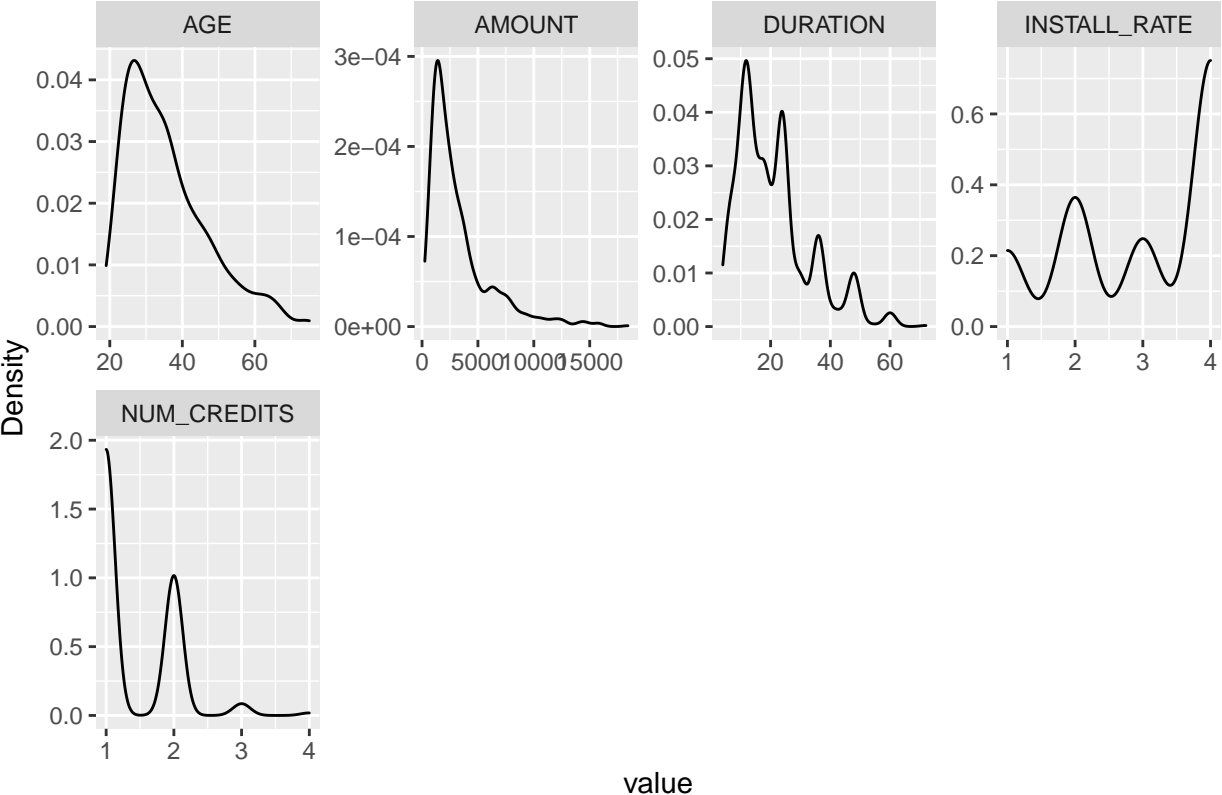 AGE
AMOUNT
DURATION
INSTALL_RATE
0.04
0.03
0.02
0.01
0.00
20 40 60
3e−04
2e−04
1e−04
0e+00
0 5000 10000 15000
0.05
0.04
0.03
0.02
0.01
0.00
20 40 60
0.6
0.4
0.2
0.0
1 2 3 4
NUM_CREDITS
2.0
1.5
1.0
0.5
0.0
1 2 3 4
Density
value